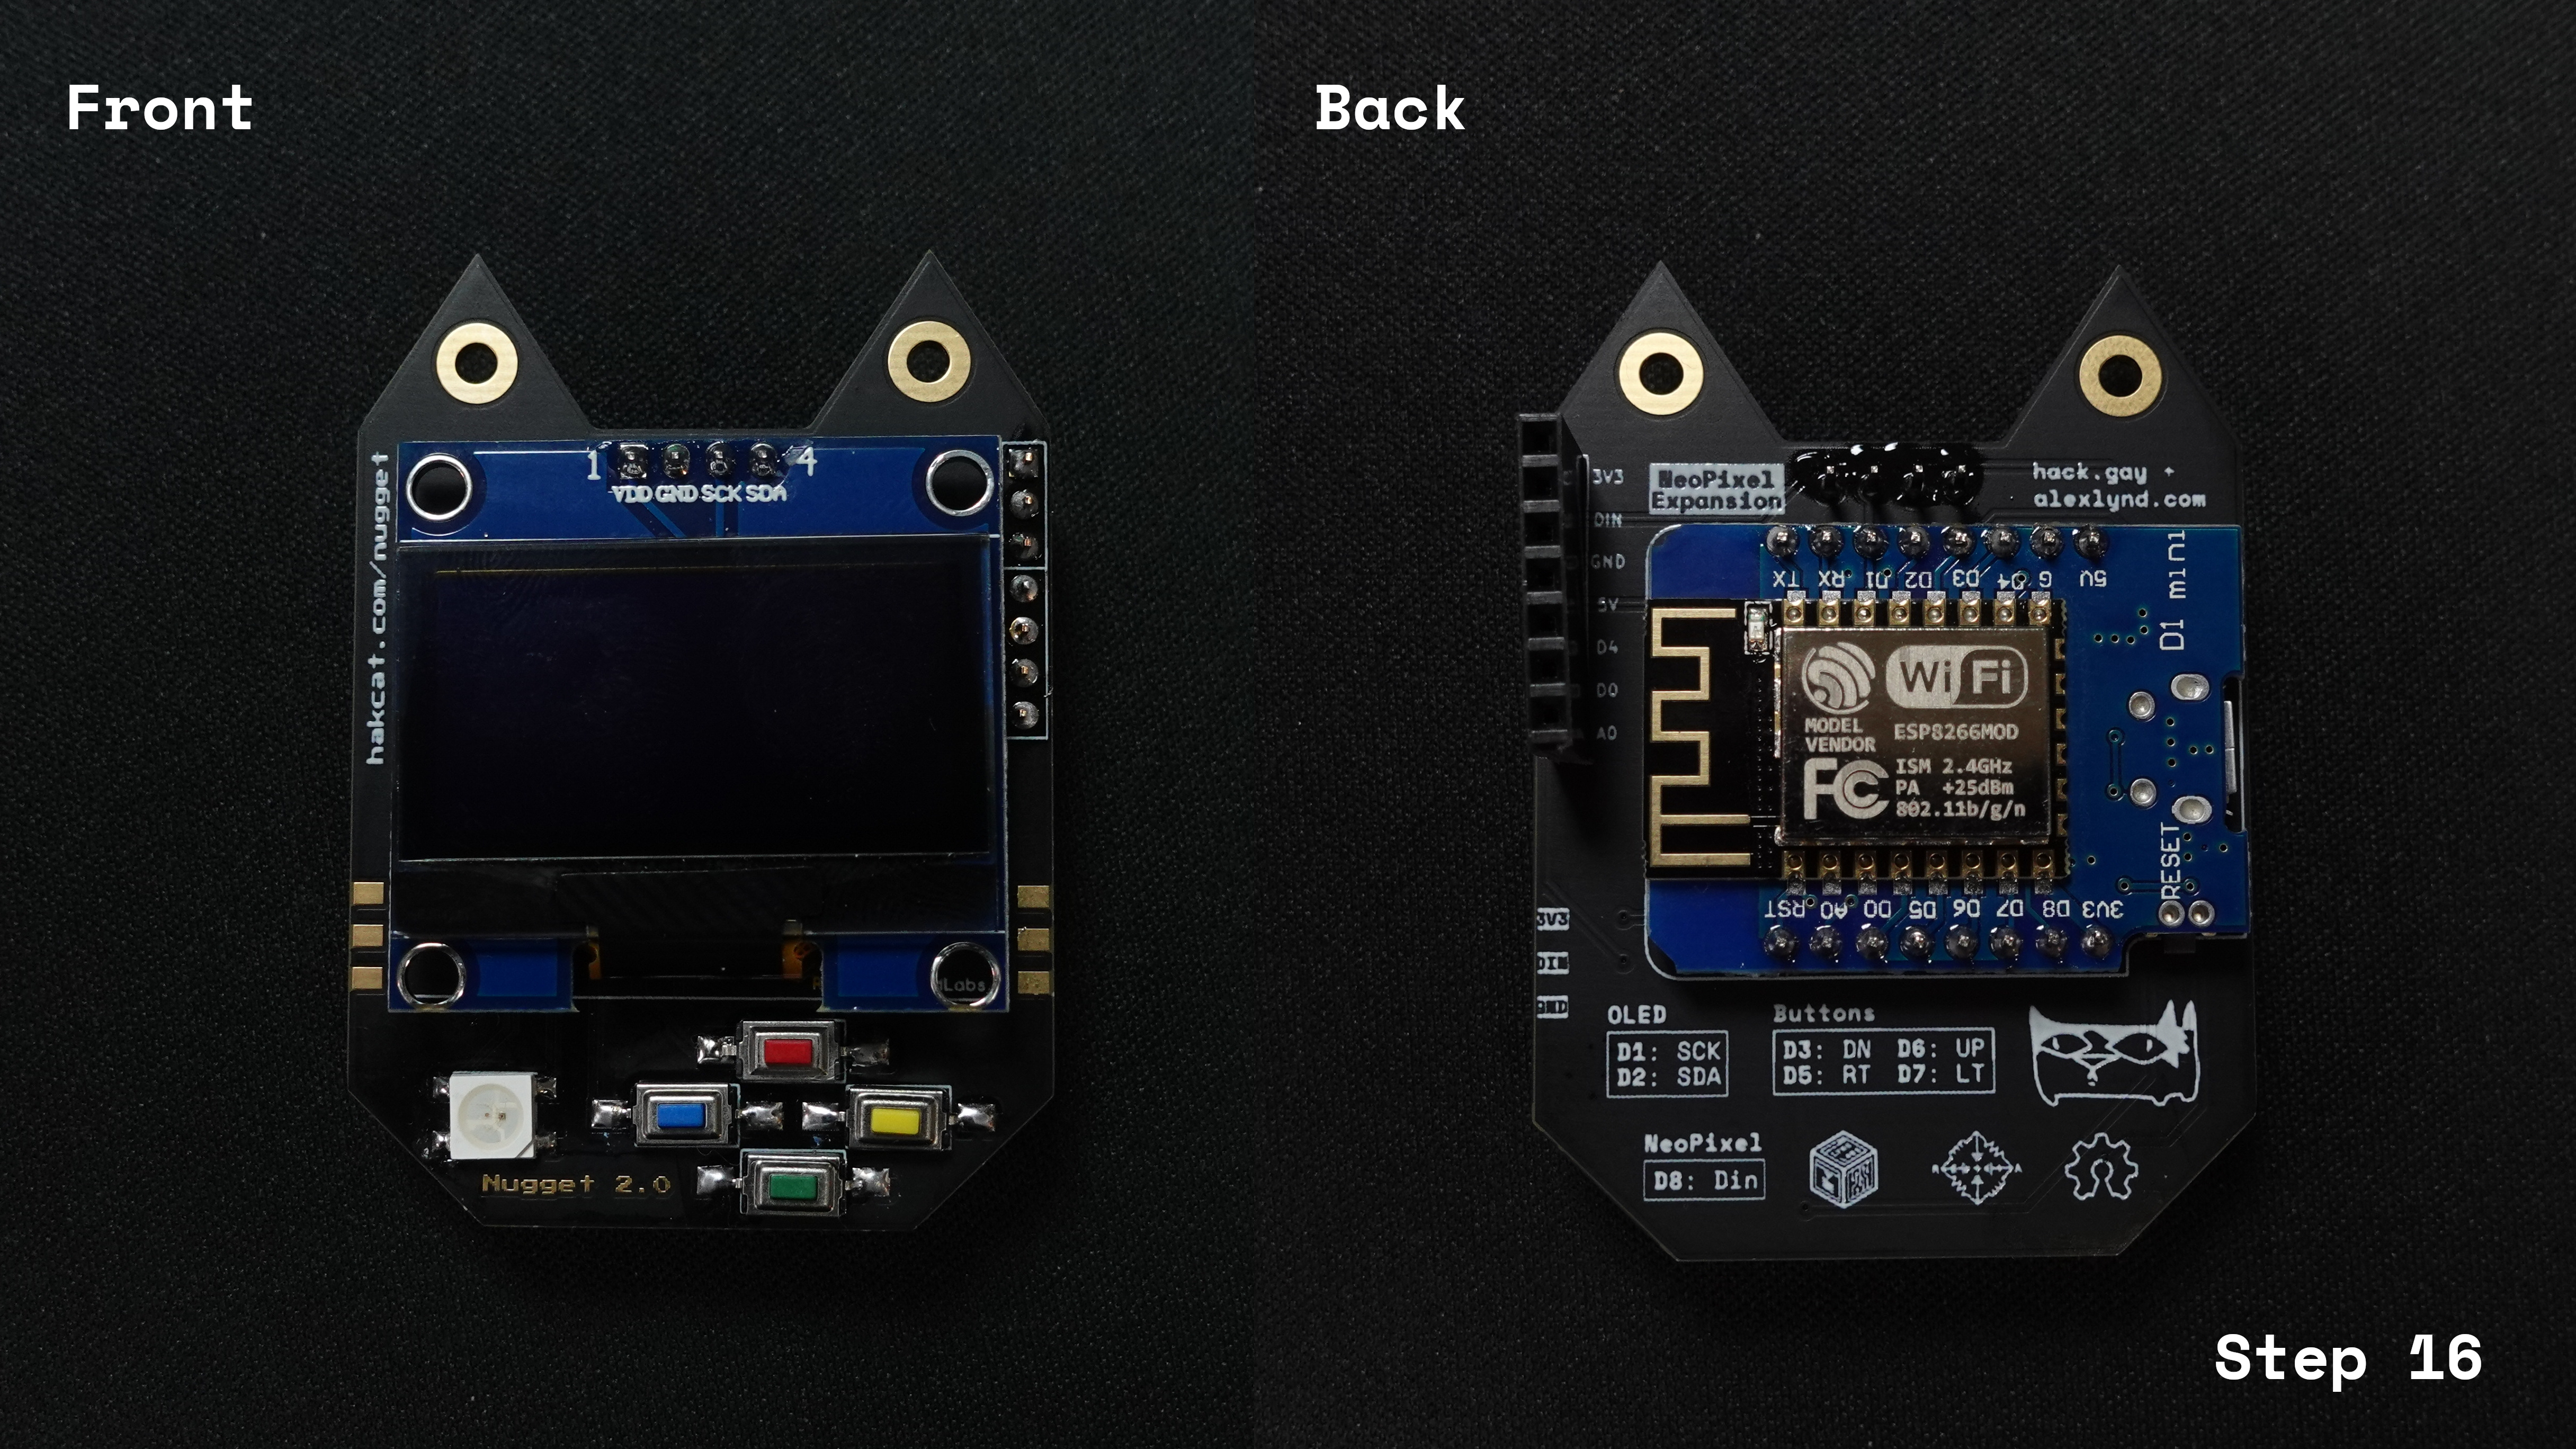 Front
Back
1
4
VDD GND SCK SDA
hakcat.com/nugget
Labs
Nugget 2.0
3V3
DIN
GND
5V
D4
D0
A0
NeoPixel
Expansion
hack.gay +
alexlynd.com
TX RX D1 D2 D3 D4 G 5V
D1 mini
WiFi
MODEL
VENDOR
ESP8266MOD
FC
ISM 2.4GHz
PA +25dBm
802.11b/g/n
RESET
RST A0 D0 D5 D6 D7 D8 3V3
3V3
DIN
GND
OLED
D1: SCK
D2: SDA
Buttons
D3: DN D6: UP
D5: RT D7: LT
NeoPixel
D8: Din
Step 16